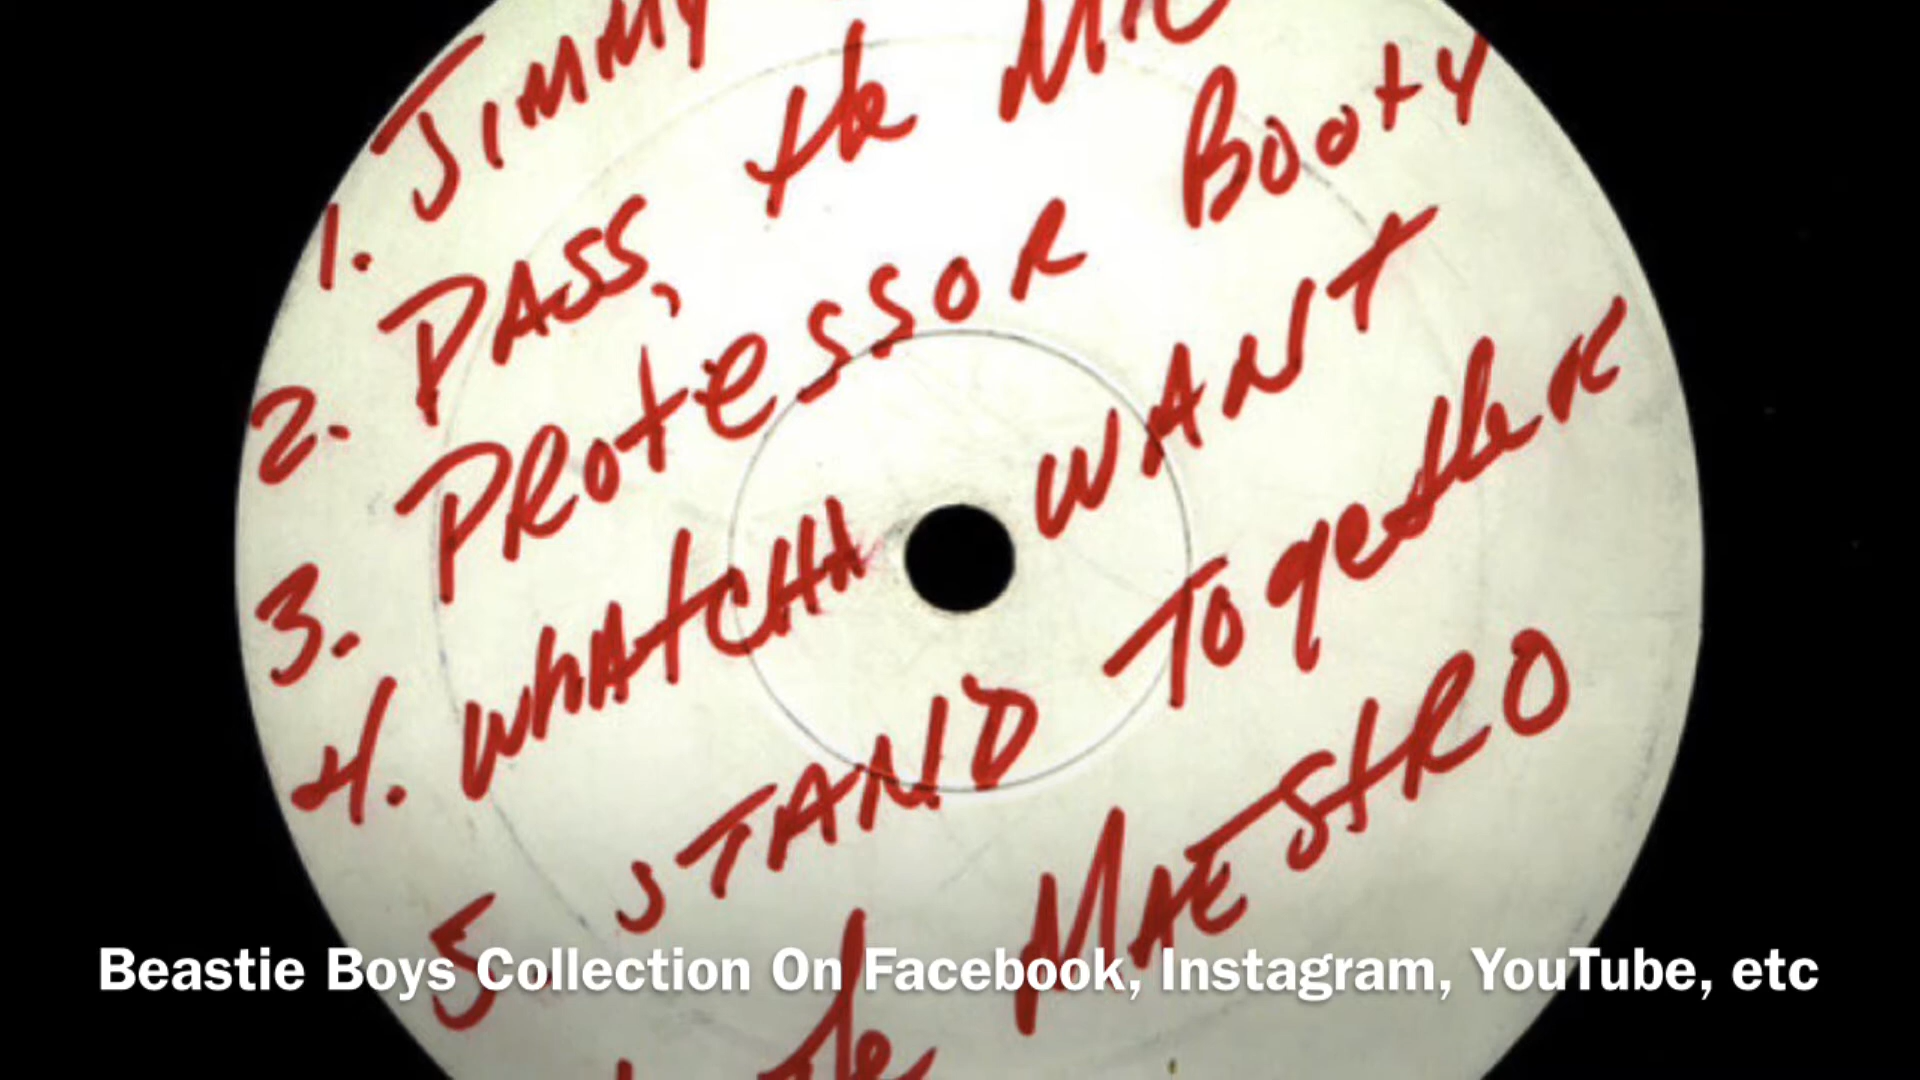 1. JIMMY
2. PASS, the MIC
3. PROfeSSOR BOOty
4. WhAtCHA WANT
5 STAND TOgetheR
the MAEStRO
Beastie Boys Collection On Facebook, Instagram, YouTube, etc